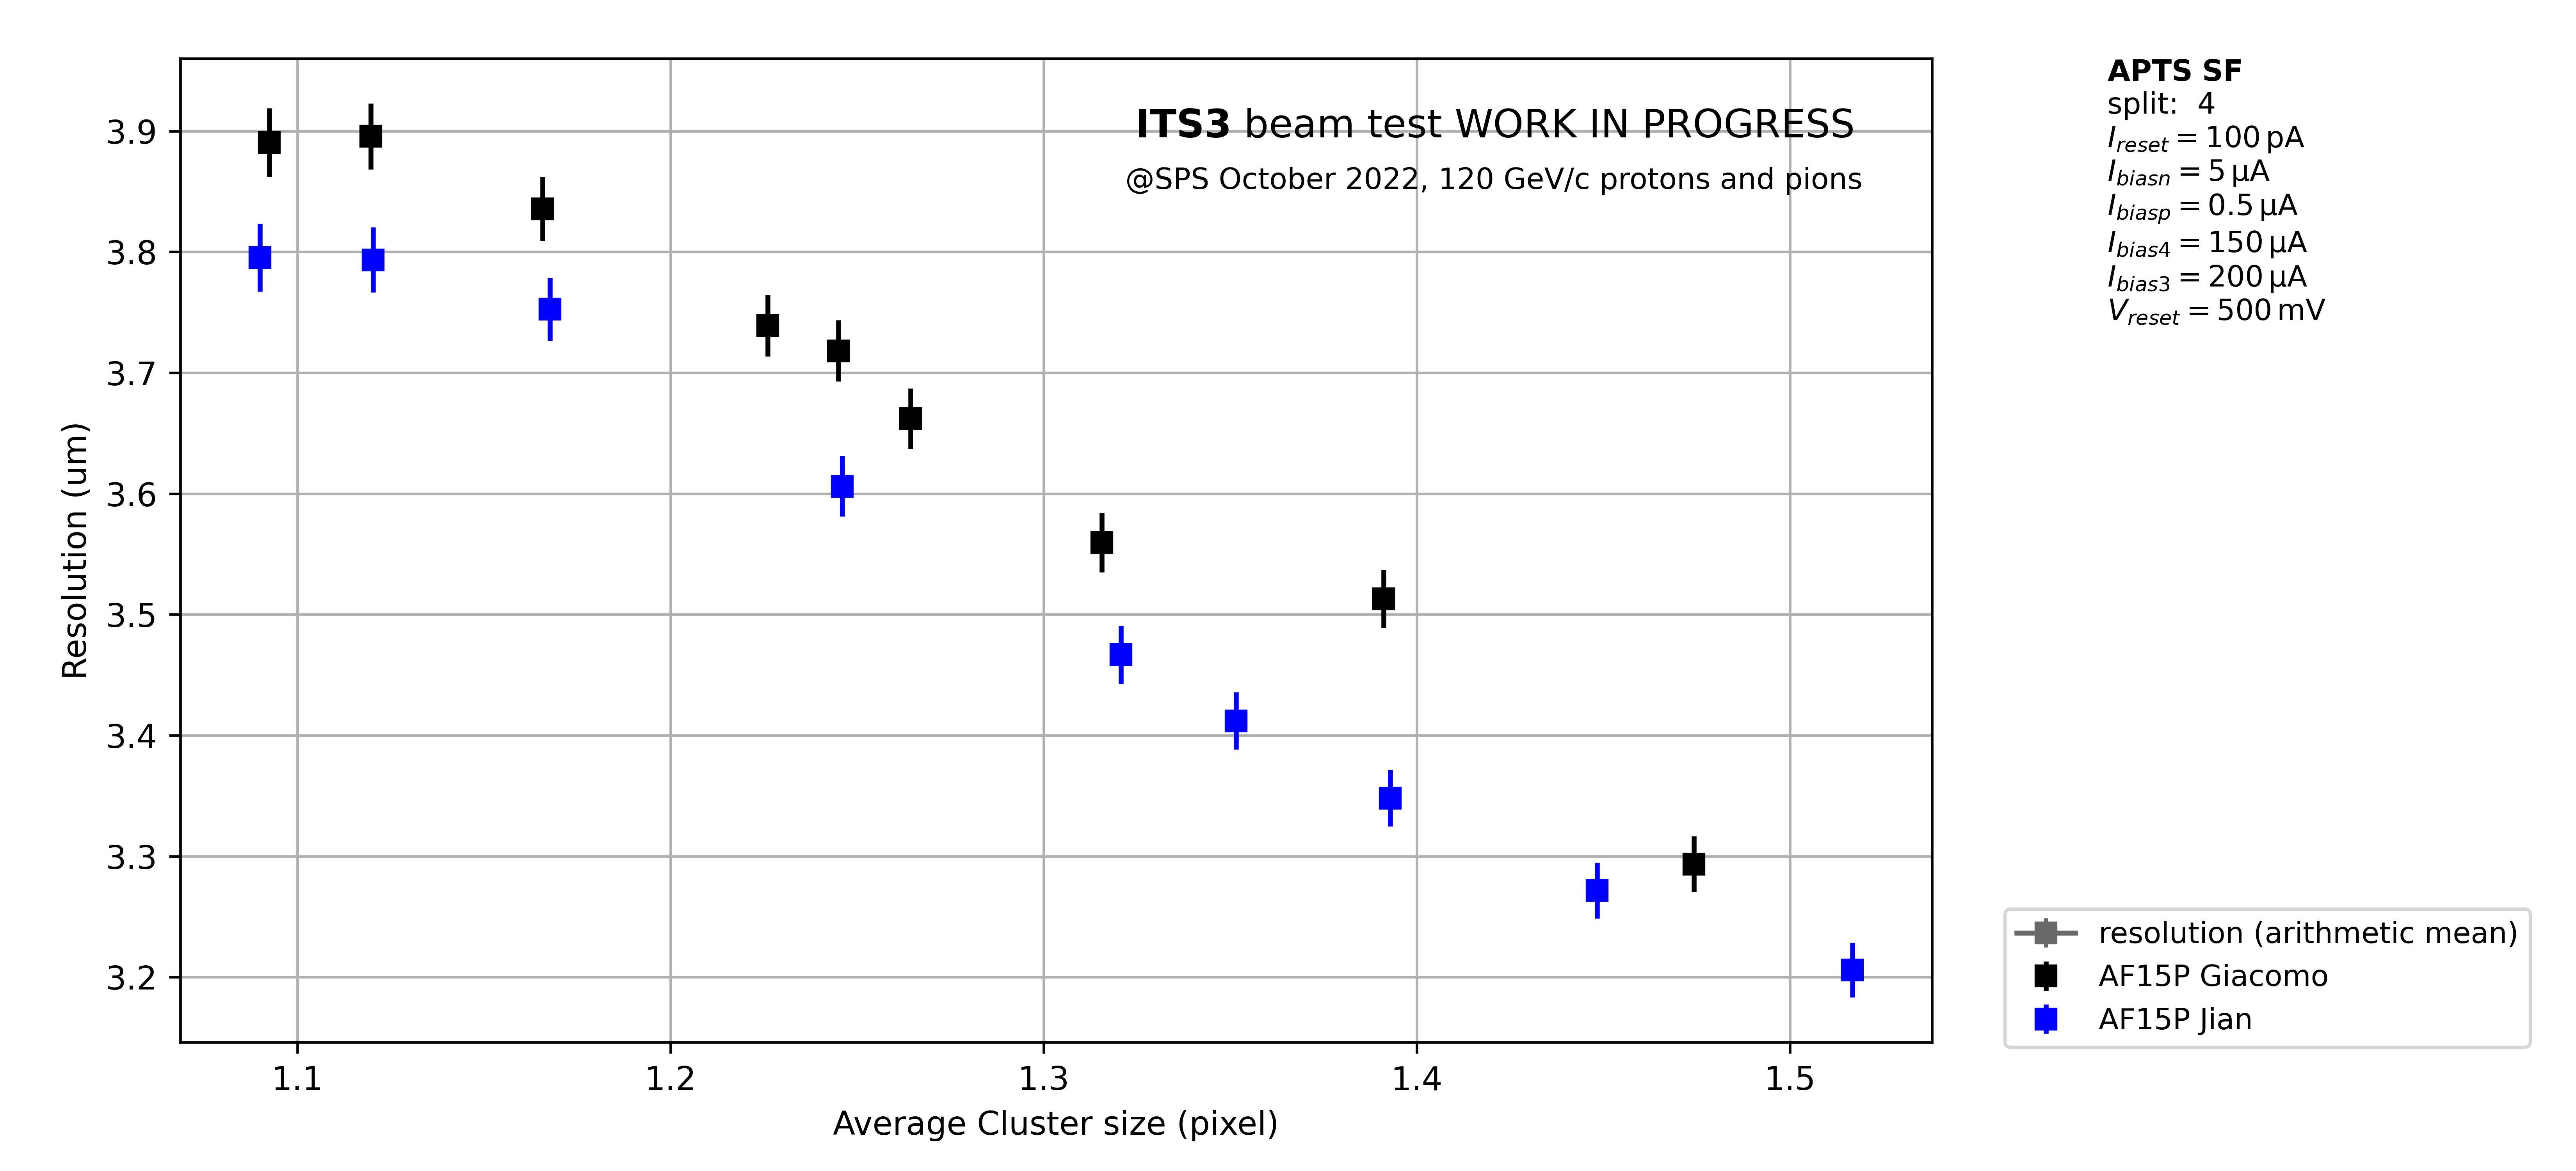 ITS3 beam test WORK IN PROGRESS
@SPS October 2022, 120 GeV/c protons and pions
APTS SF
split: 4
I_reset = 100 pA
I_biasn = 5 µA
I_biasp = 0.5 µA
I_bias4 = 150 µA
I_bias3 = 200 µA
V_reset = 500 mV
Resolution (um)
3.9
3.8
3.7
3.6
3.5
3.4
3.3
3.2
1.1 1.2 1.3 1.4 1.5
Average Cluster size (pixel)
resolution (arithmetic mean)
AF15P Giacomo
AF15P Jian